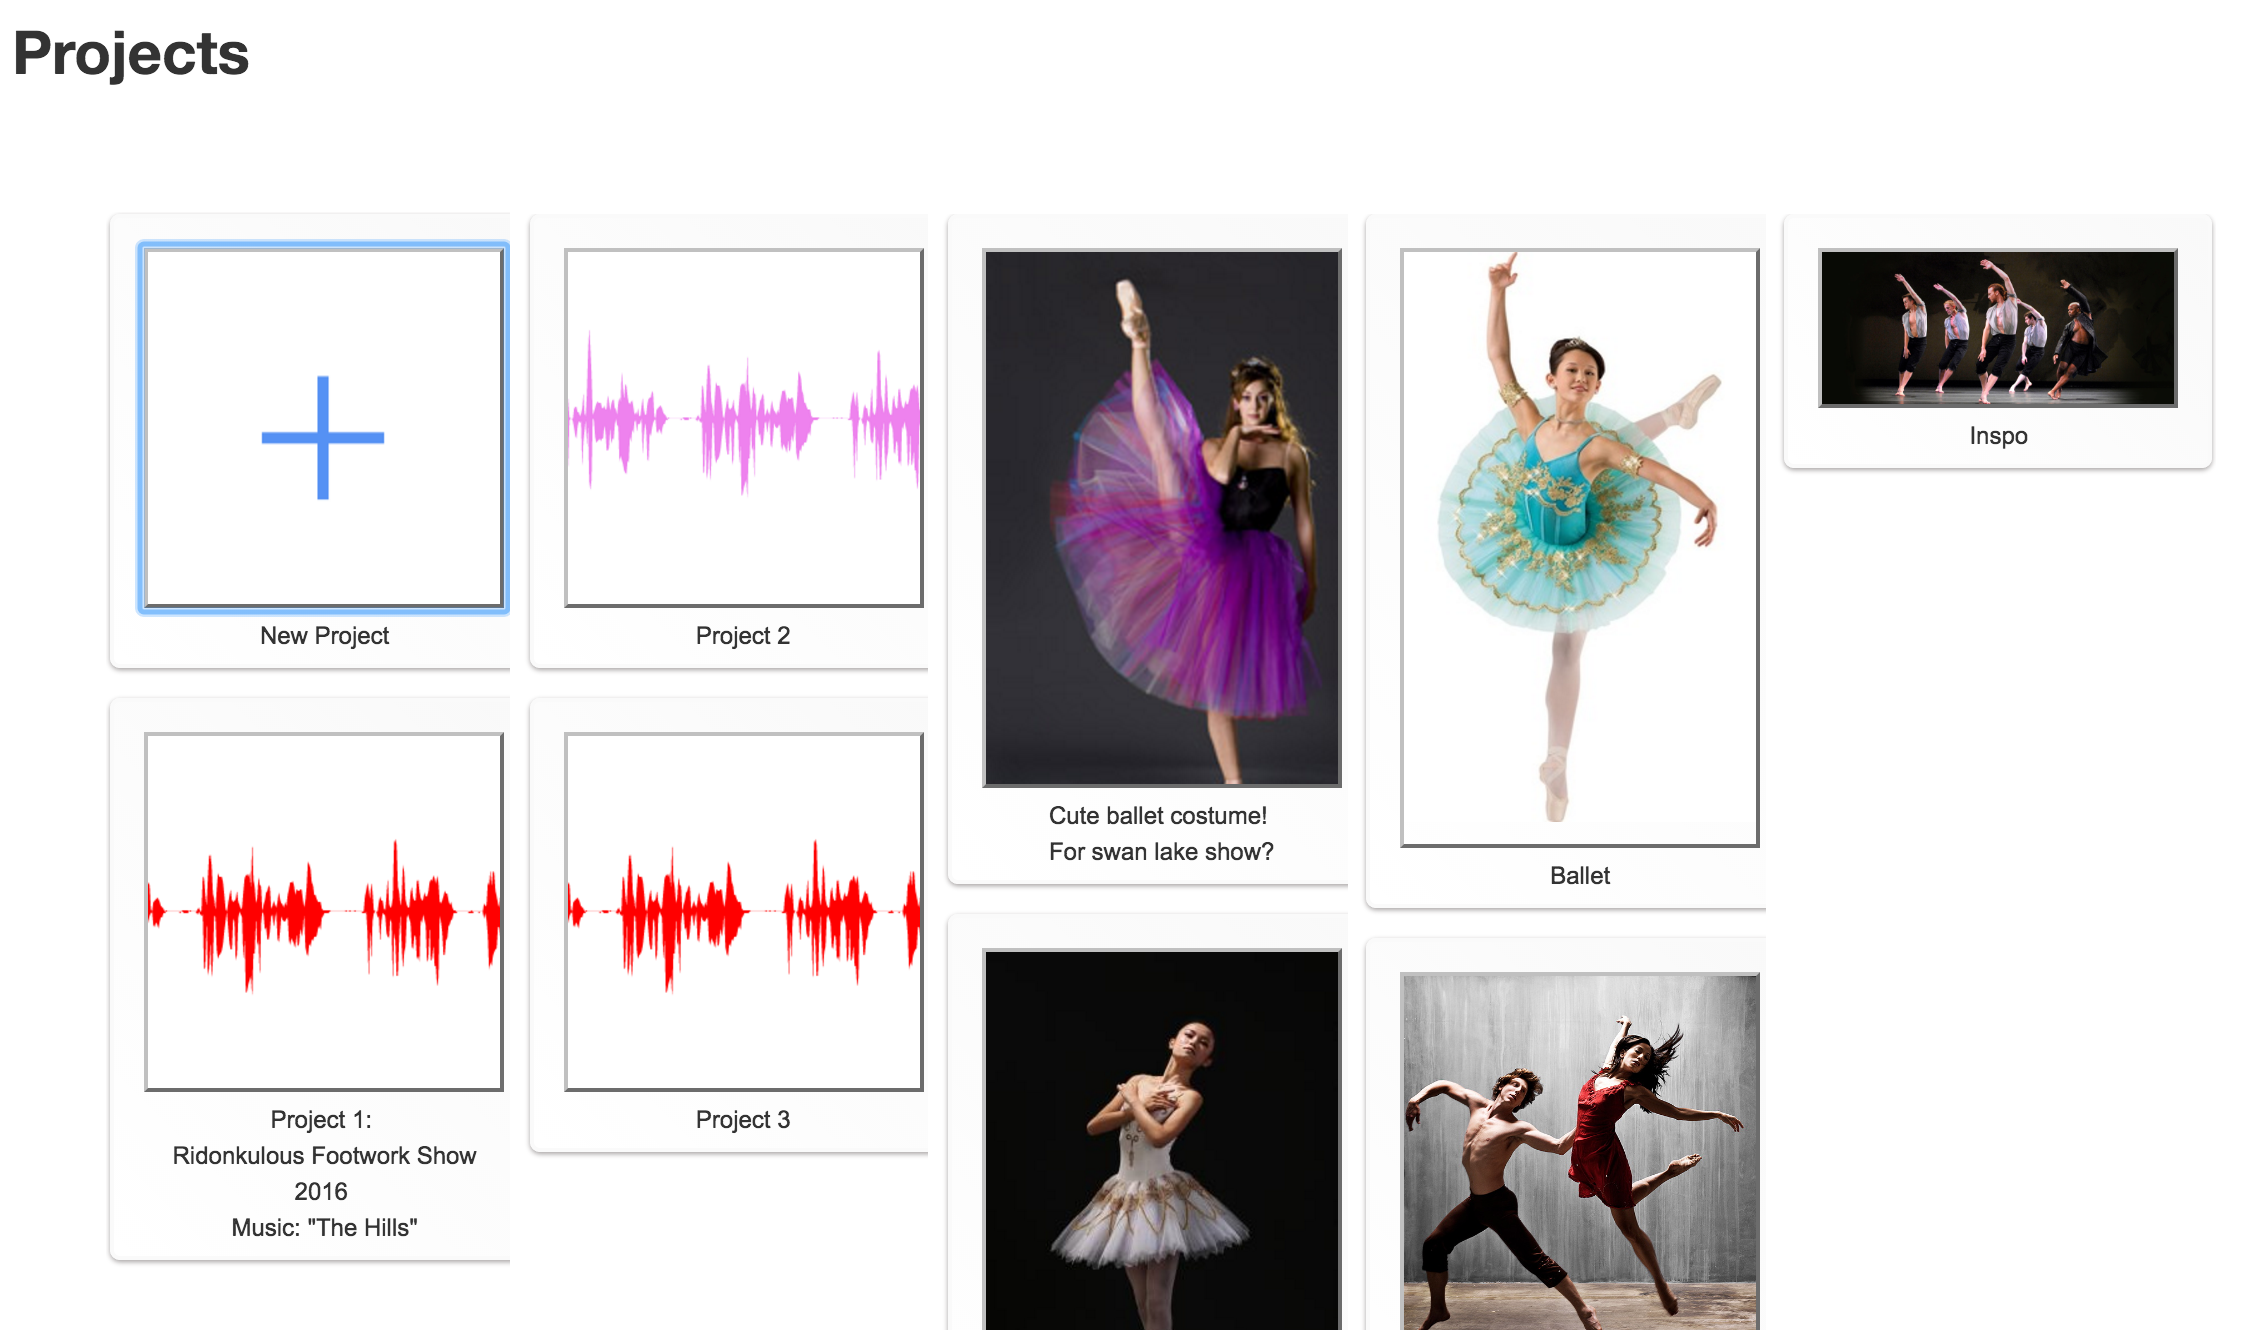 Projects
New Project
Project 1:
Ridonkulous Footwork Show
2016
Music: "The Hills"
Project 2
Project 3
Cute ballet costume!
For swan lake show?
Ballet
Inspo